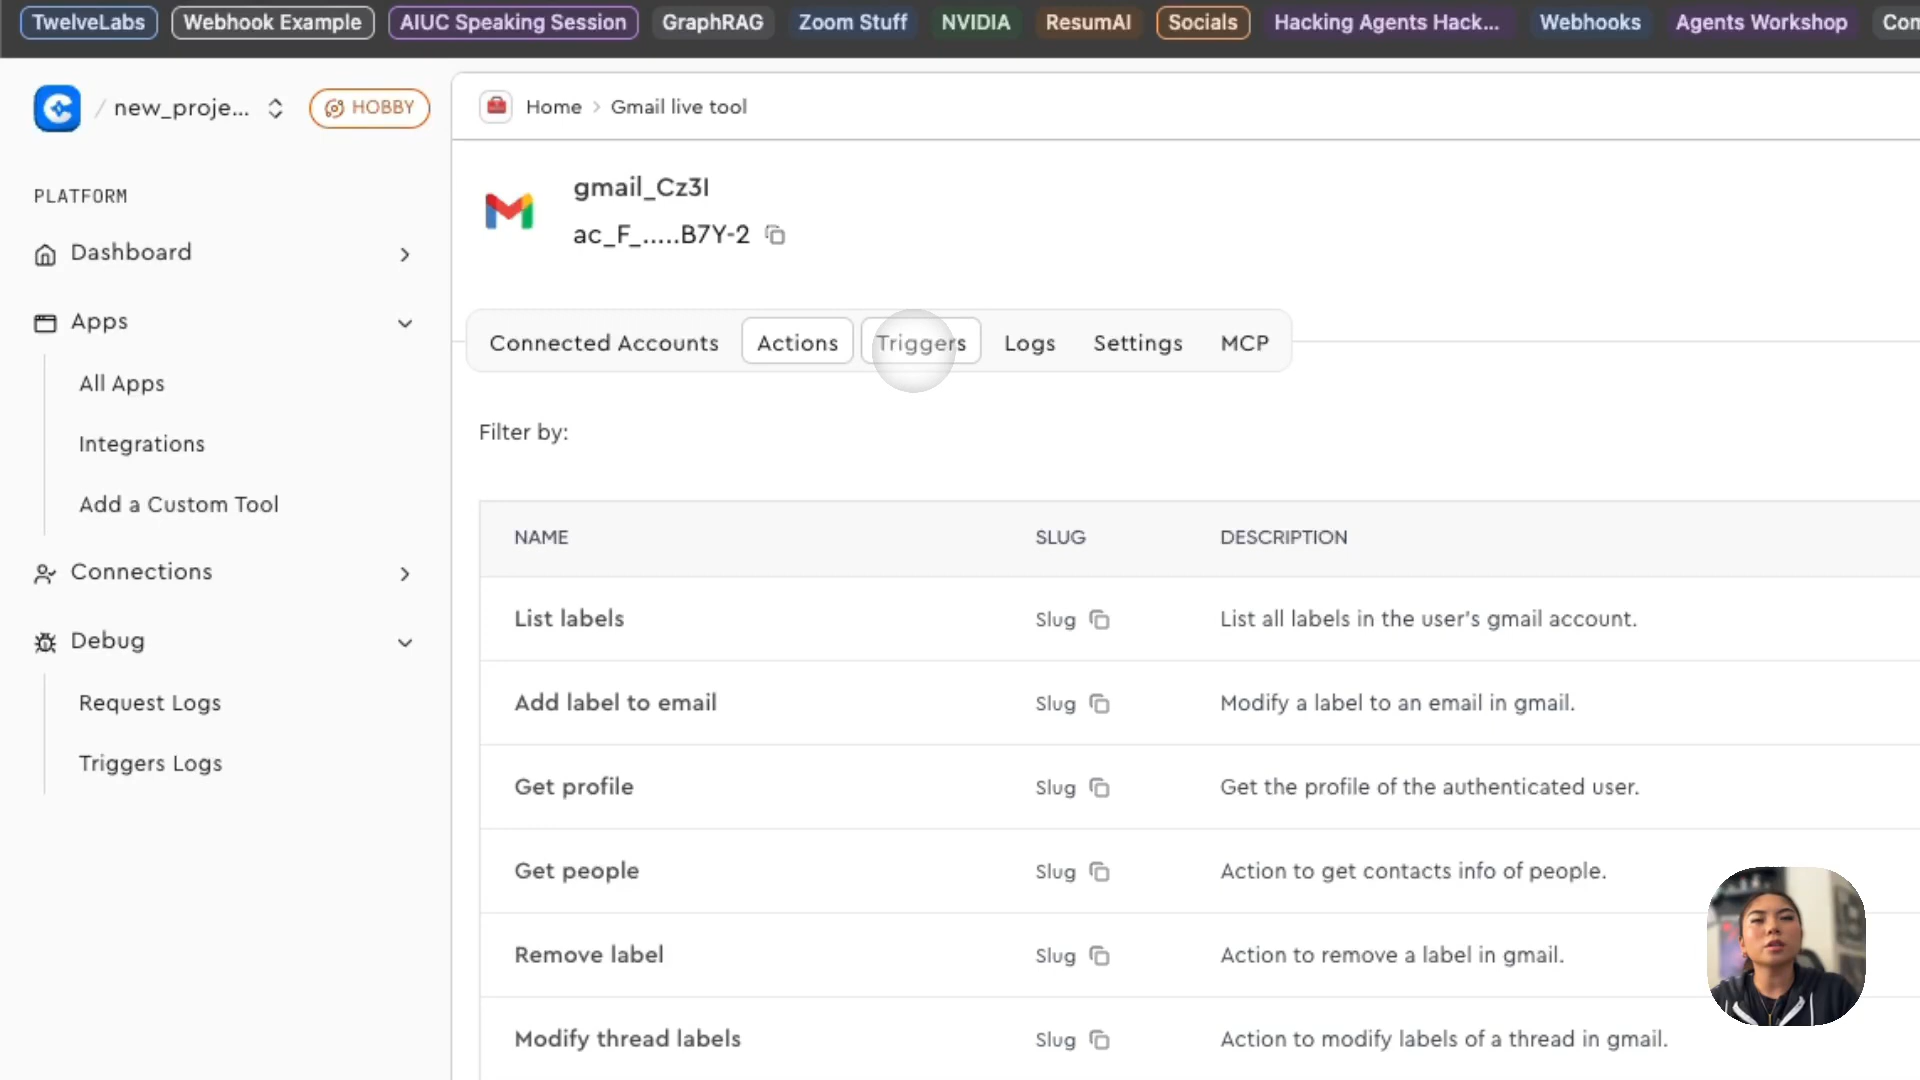 TwelveLabs Webhook Example AIUC Speaking Session GraphRAG Zoom Stuff NVIDIA ResumAI Socials Hacking Agents Hack... Webhooks Agents Workshop
/ new_proje... HOBBY
Home > Gmail live tool
gmail_Cz3I
ac_F_.....B7Y-2
PLATFORM
Dashboard
Apps
All Apps
Integrations
Add a Custom Tool
Connections
Debug
Request Logs
Triggers Logs
Connected Accounts Actions Triggers Logs Settings MCP
Filter by:
NAME SLUG DESCRIPTION
List labels Slug List all labels in the user's gmail account.
Add label to email Slug Modify a label to an email in gmail.
Get profile Slug Get the profile of the authenticated user.
Get people Slug Action to get contacts info of people.
Remove label Slug Action to remove a label in gmail.
Modify thread labels Slug Action to modify labels of a thread in gmail.